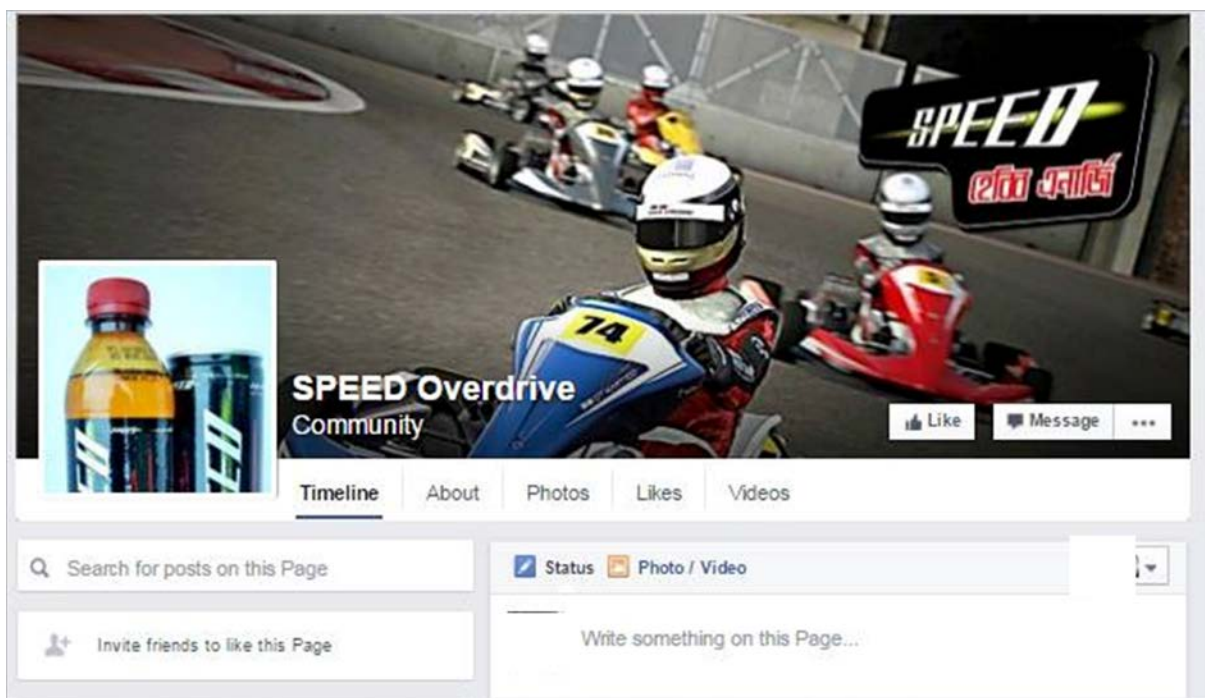 SPEED
হেব্বি এনার্জি
74
SPEED Overdrive
Community
Like Message
Timeline About Photos Likes Videos
Search for posts on this Page
Status Photo / Video
Invite friends to like this Page
Write something on this Page...